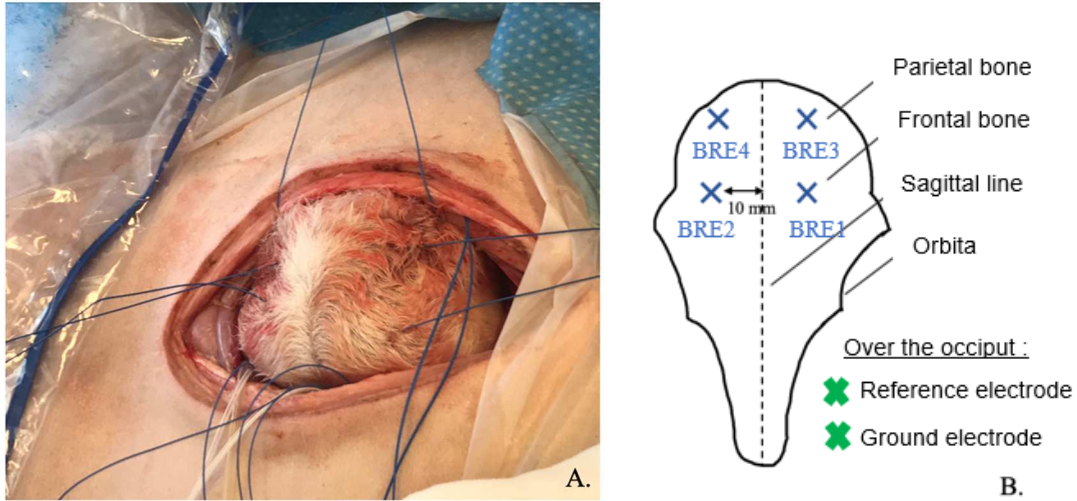 Parietal bone
Frontal bone
BRE4 BRE3
Sagittal line
10 mm
BRE2 BRE1
Orbita
Over the occiput :
Reference electrode
Ground electrode
A.
B.